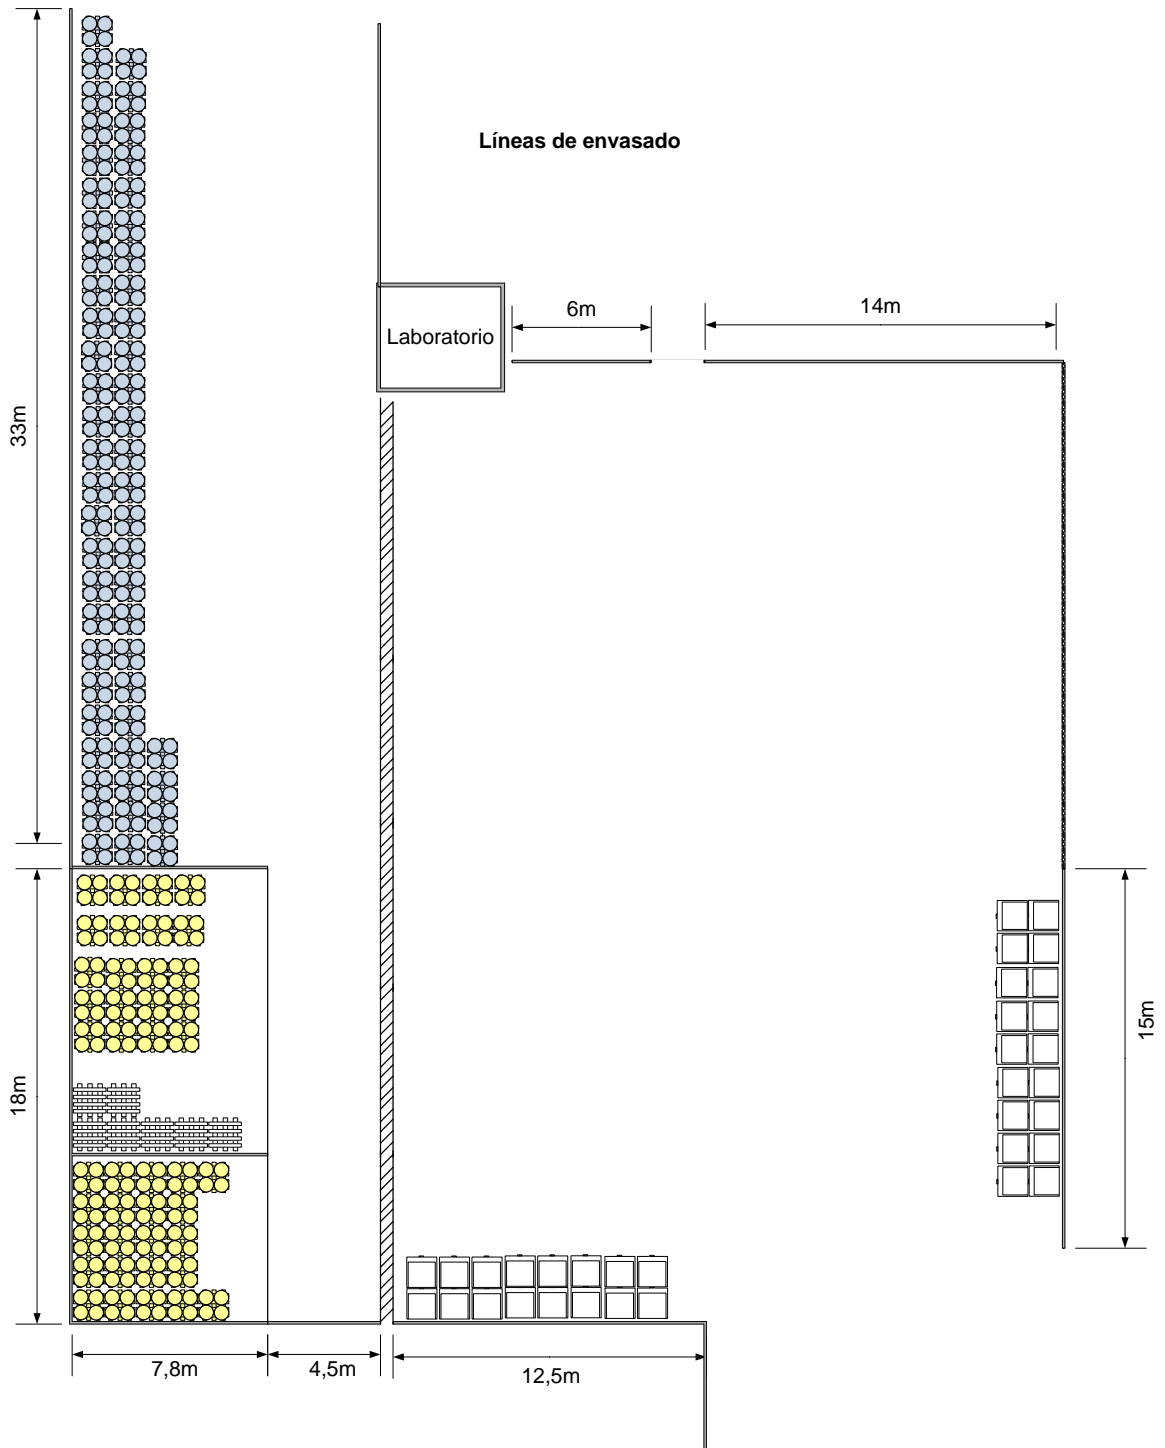 Líneas de envasado
6m
14m
Laboratorio
33m
15m
18m
7,8m
4,5m
12,5m